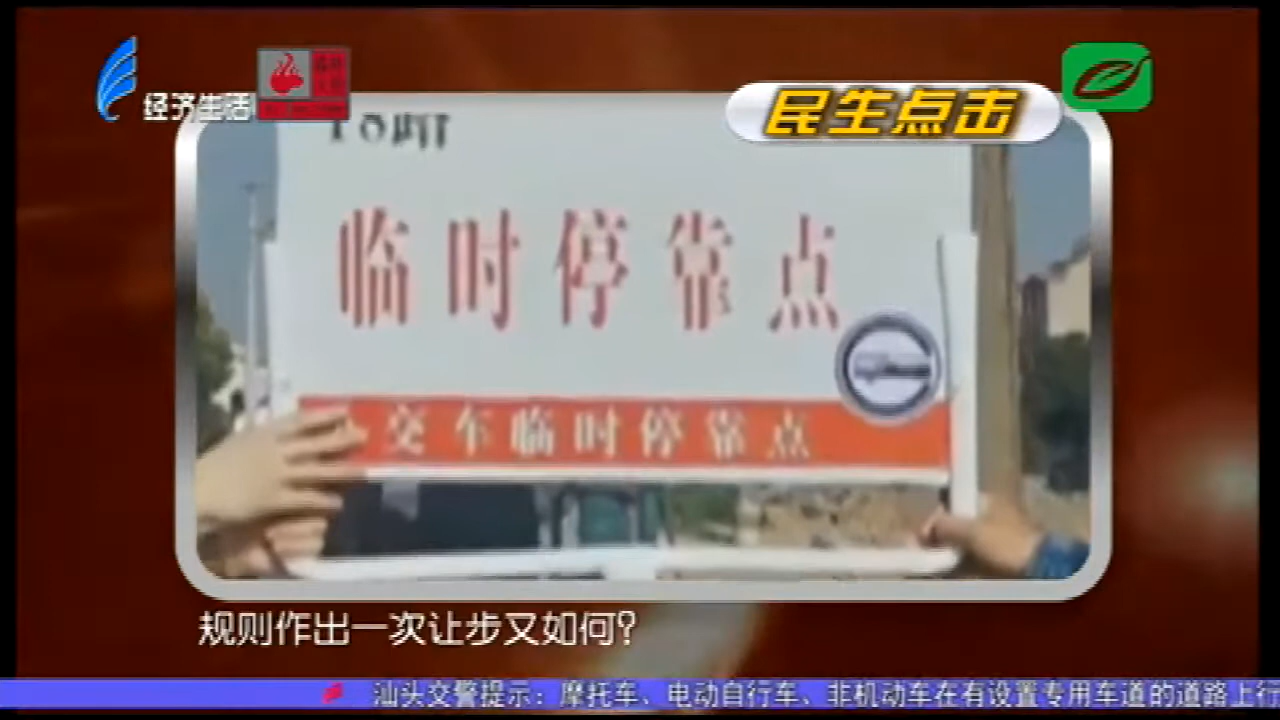 经济生活
民生点击
临时停靠点
交车临时停靠点
规则作出一次让步又如何?
汕头交警提示：摩托车、电动自行车、非机动车在有设置专用车道的道路上行